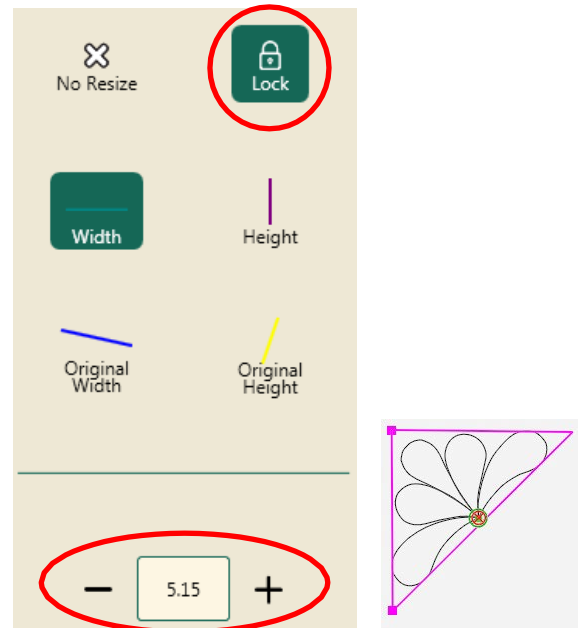 No Resize
Lock
Width
Height
Original
Width
Original
Height
− 5.15 +